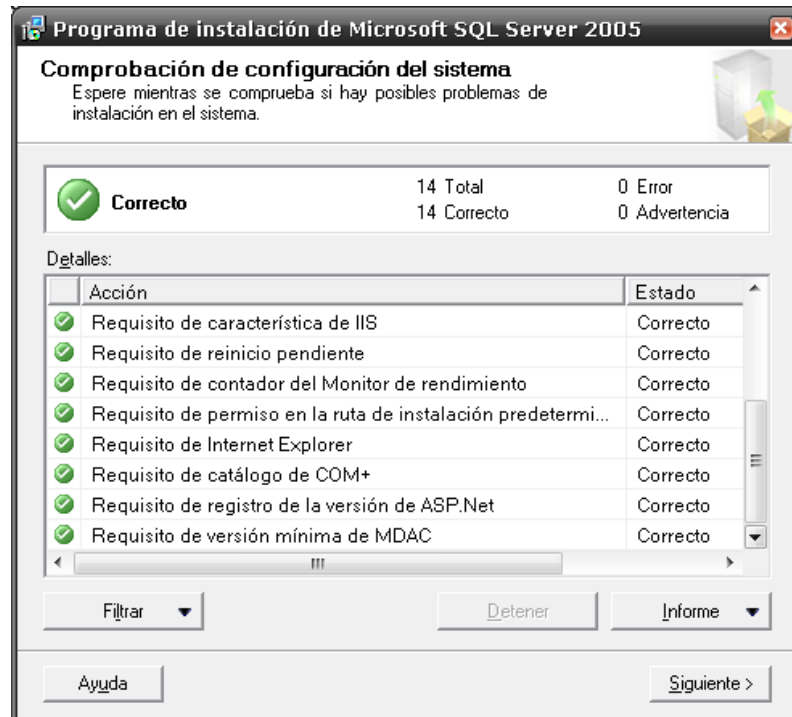 Programa de instalación de Microsoft SQL Server 2005
Comprobación de configuración del sistema
Espere mientras se comprueba si hay posibles problemas de
instalación en el sistema.
Correcto
14 Total
0 Error
14 Correcto
0 Advertencia
Detalles:
Acción Estado
Requisito de característica de IIS Correcto
Requisito de reinicio pendiente Correcto
Requisito de contador del Monitor de rendimiento Correcto
Requisito de permiso en la ruta de instalación predetermi... Correcto
Requisito de Internet Explorer Correcto
Requisito de catálogo de COM+ Correcto
Requisito de registro de la versión de ASP.Net Correcto
Requisito de versión mínima de MDAC Correcto
Filtrar Detener Informe
Ayuda Siguiente >